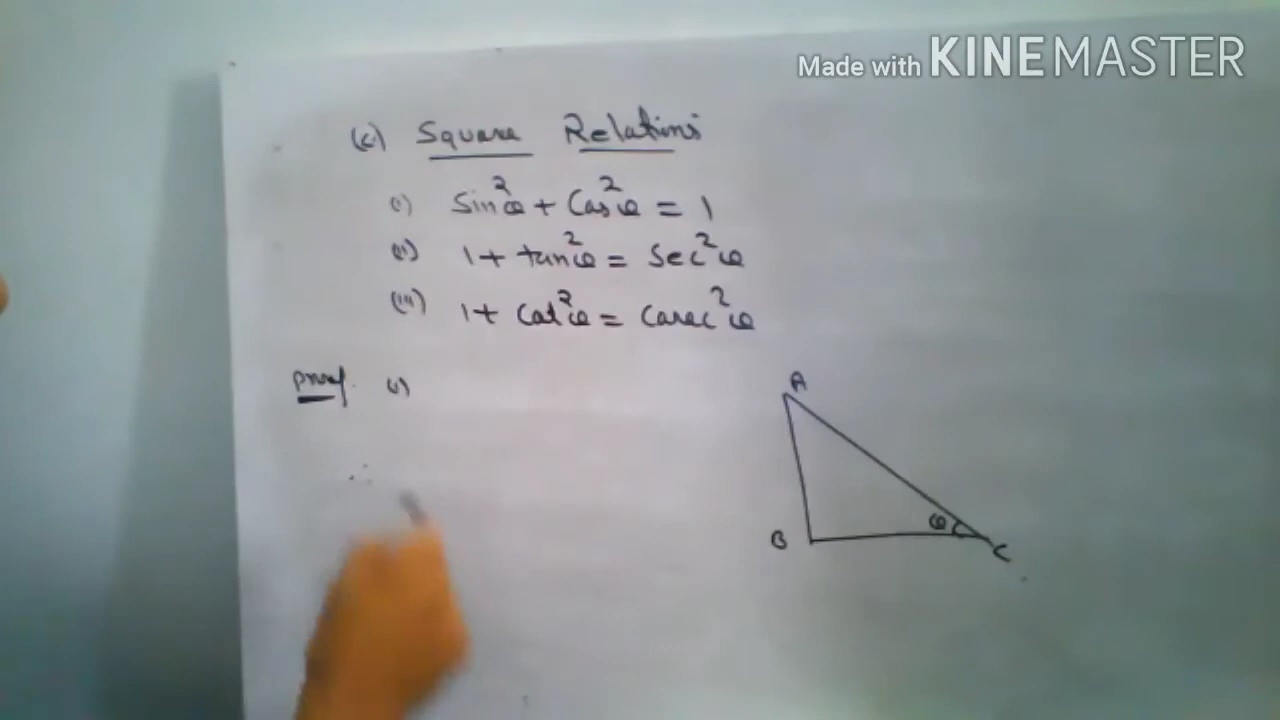 Made with KINEMASTER
(c) Square Relations
(i) Sin²θ + Cos²θ = 1
(ii) 1 + tan²θ = Sec²θ
(iii) 1 + Cot²θ = Cosec²θ
Proof. (i)
A
∴
θ
B C